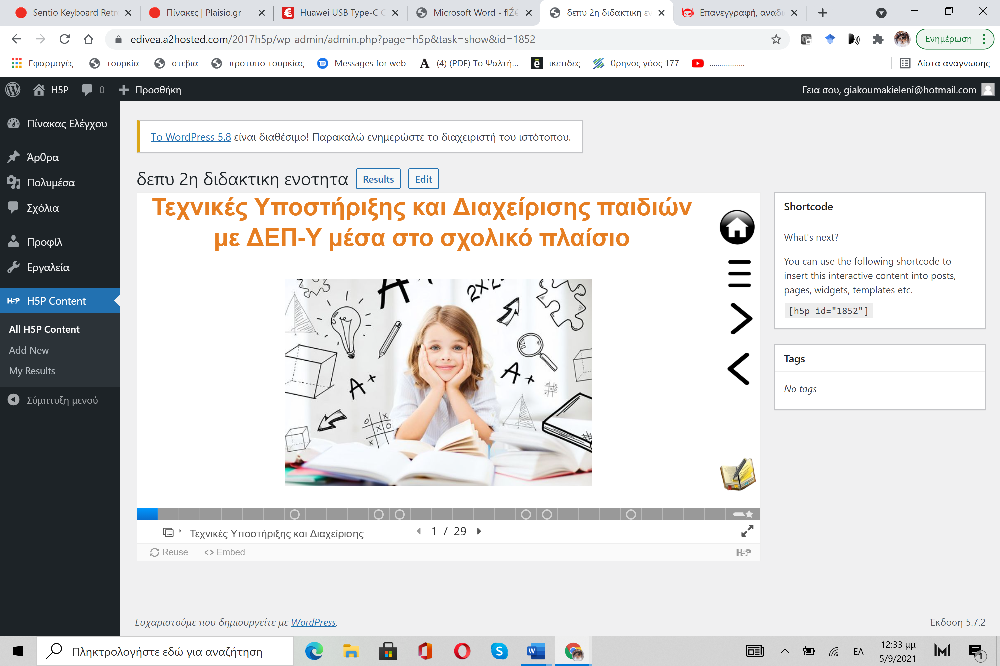 Sentio Keyboard Retr
Πίνακες | Plaisio.gr
Huawei USB Type-C C
Microsoft Word - flŽ€
δεπυ 2η διδακτικη εν
Επανεγγραφή, αναδι
edivea.a2hosted.com/2017h5p/wp-admin/admin.php?page=h5p&task=show&id=1852
Ενημέρωση
Εφαρμογές
τουρκία
στεβια
προτυπο τουρκίας
Messages for web
(4) (PDF) Το Ψαλτή...
ικετιδες
θρηνος γόος 177
..................
Λίστα ανάγνωσης
H5P
0
Προσθήκη
Γεια σου, giakoumakieleni@hotmail.com
Πίνακας Ελέγχου
Άρθρα
Πολυμέσα
Σχόλια
Προφίλ
Εργαλεία
H5P Content
All H5P Content
Add New
My Results
Σύμπτυξη μενού
Το WordPress 5.8 είναι διαθέσιμο! Παρακαλώ ενημερώστε το διαχειριστή του ιστότοπου.
δεπυ 2η διδακτικη ενοτητα
Results
Edit
Τεχνικές Υποστήριξης και Διαχείρισης παιδιών
με ΔΕΠ-Υ μέσα στο σχολικό πλαίσιο
A+
2x2
A+
A+
Τεχνικές Υποστήριξης και Διαχείρισης
1 / 29
Reuse
Embed
H5P
Shortcode
What's next?
You can use the following shortcode to
insert this interactive content into posts,
pages, widgets, templates etc.
[h5p id="1852"]
Tags
No tags
Ευχαριστούμε που δημιουργείτε με WordPress.
Έκδοση 5.7.2
Πληκτρολογήστε εδώ για αναζήτηση
ΕΛ
12:33 μμ
5/9/2021
1